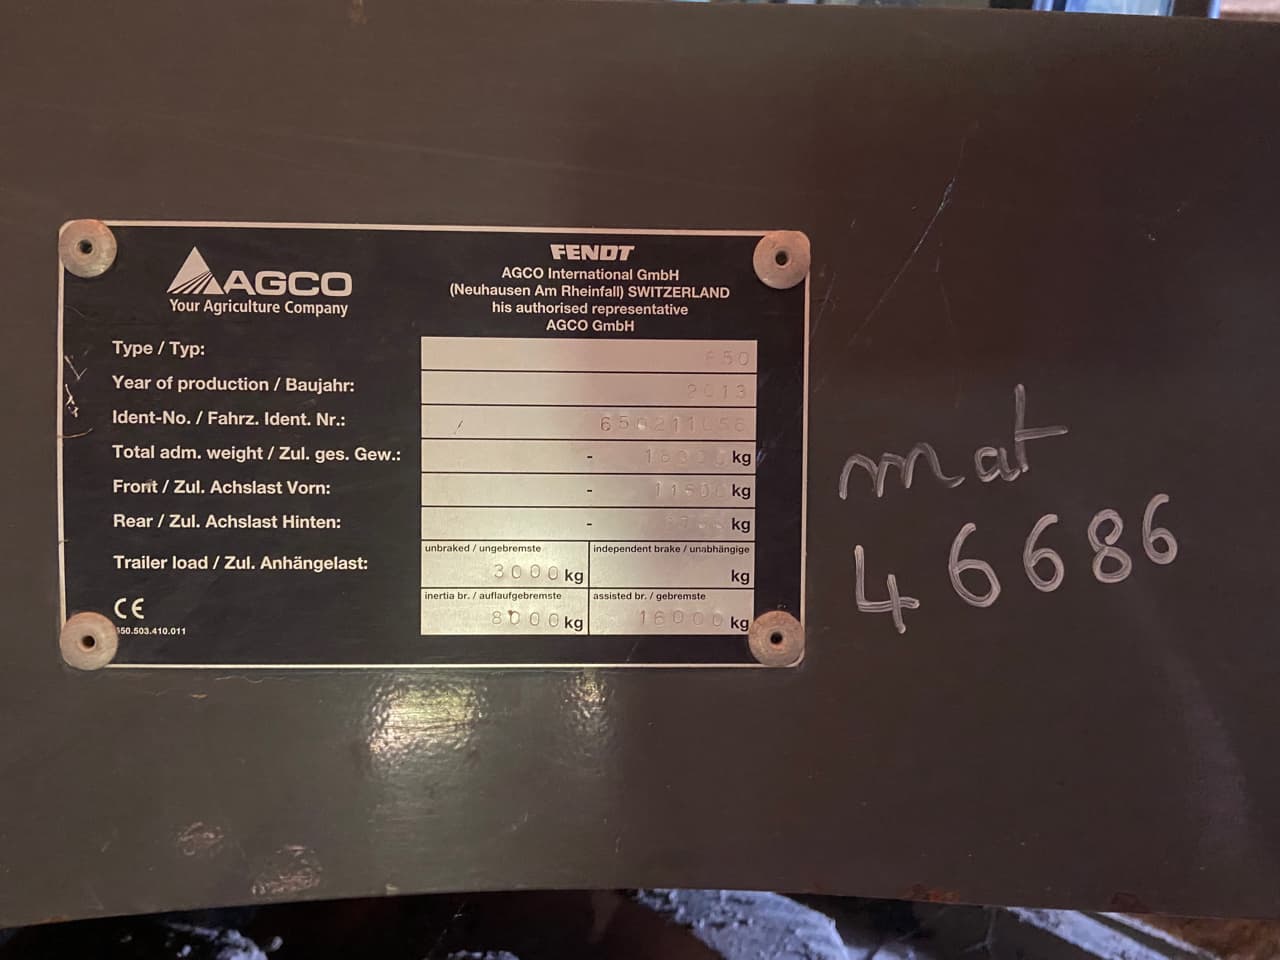 AGCO
Your Agriculture Company
FENDT
AGCO International GmbH
(Neuhausen Am Rheinfall) SWITZERLAND
his authorised representative
AGCO GmbH
Type / Typ:
Year of production / Baujahr: 2013
Ident-No. / Fahrz. Ident. Nr.:
Total adm. weight / Zul. ges. Gew.: - kg
Front / Zul. Achslast Vorn: - kg
Rear / Zul. Achslast Hinten: - kg
Trailer load / Zul. Anhängelast:
unbraked / ungebremste
3000 kg
independent brake / unabhängige
kg
inertia br. / auflaufgebremste
8000 kg
assisted br. / gebremste
16000 kg
CE
mat
46686